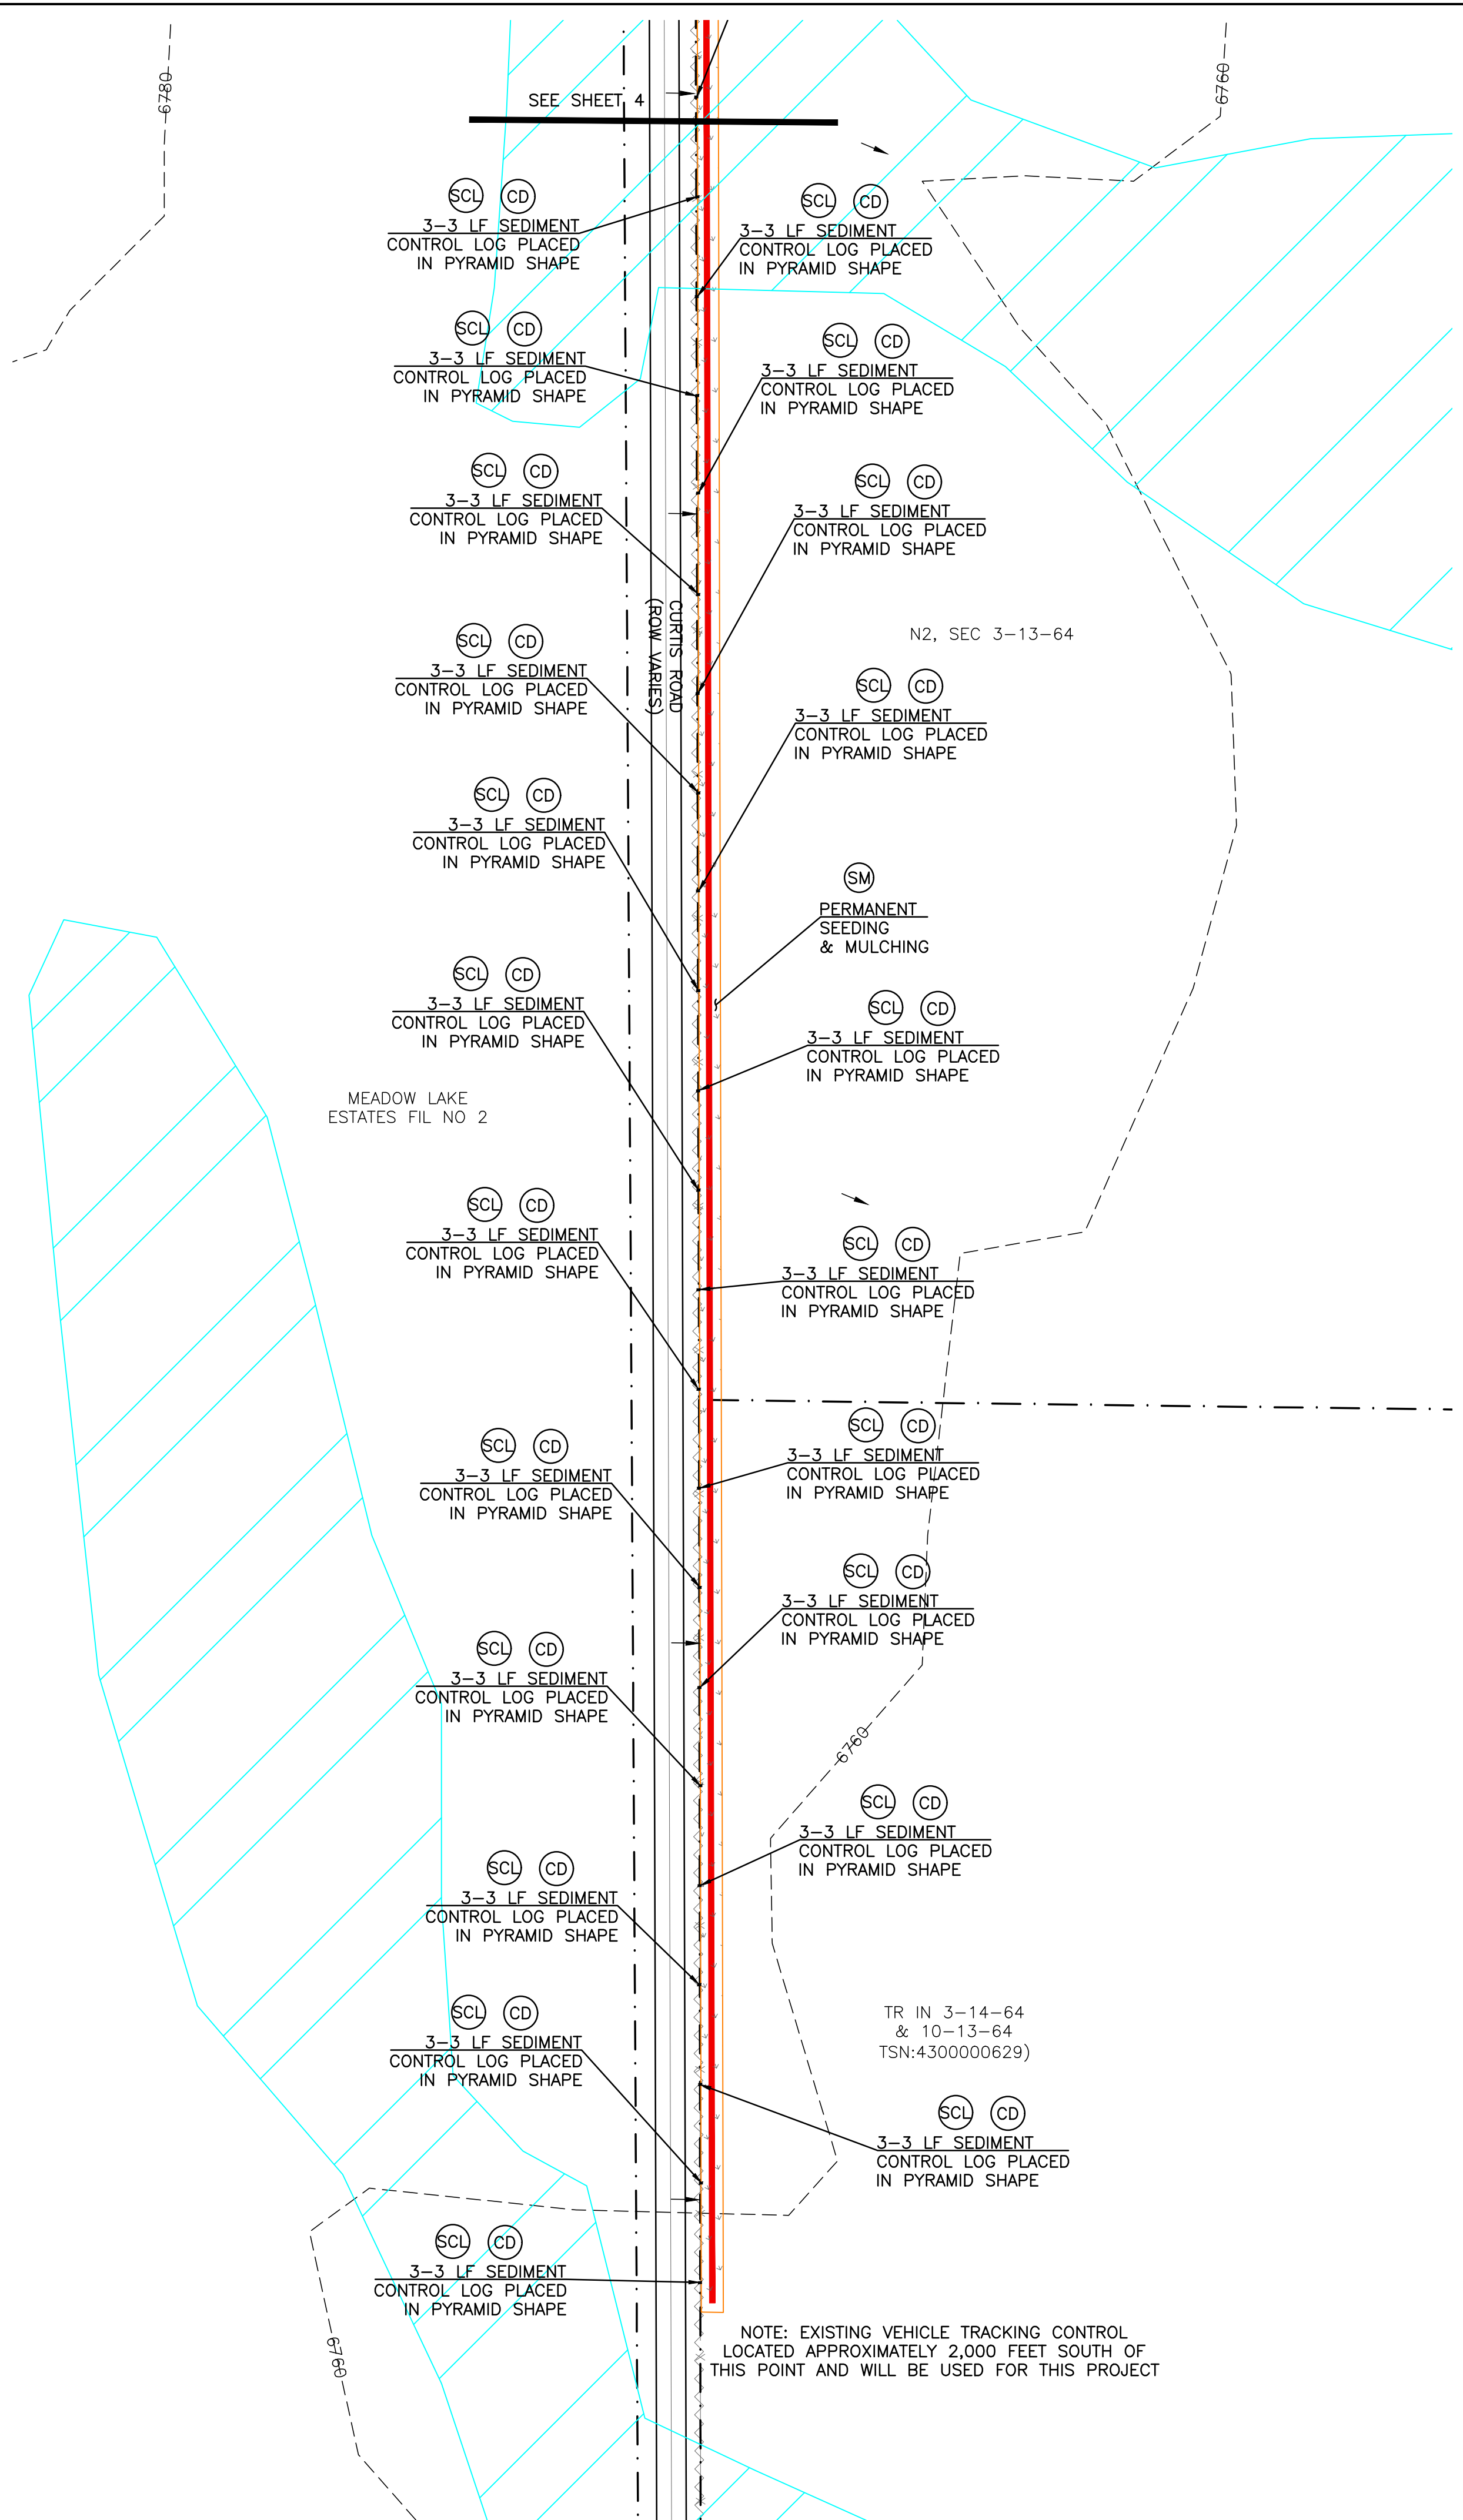 6780
6760
SEE SHEET 4
SCL CD
3-3 LF SEDIMENT
CONTROL LOG PLACED
IN PYRAMID SHAPE
SCL CD
3-3 LF SEDIMENT
CONTROL LOG PLACED
IN PYRAMID SHAPE
SCL CD
3-3 LF SEDIMENT
CONTROL LOG PLACED
IN PYRAMID SHAPE
SCL CD
3-3 LF SEDIMENT
CONTROL LOG PLACED
IN PYRAMID SHAPE
SCL CD
3-3 LF SEDIMENT
CONTROL LOG PLACED
IN PYRAMID SHAPE
SCL CD
3-3 LF SEDIMENT
CONTROL LOG PLACED
IN PYRAMID SHAPE
CURTIS ROAD
(ROW VARIES)
N2, SEC 3-13-64
SCL CD
3-3 LF SEDIMENT
CONTROL LOG PLACED
IN PYRAMID SHAPE
SCL CD
3-3 LF SEDIMENT
CONTROL LOG PLACED
IN PYRAMID SHAPE
SCL CD
3-3 LF SEDIMENT
CONTROL LOG PLACED
IN PYRAMID SHAPE
SM
PERMANENT
SEEDING
& MULCHING
SCL CD
3-3 LF SEDIMENT
CONTROL LOG PLACED
IN PYRAMID SHAPE
SCL CD
3-3 LF SEDIMENT
CONTROL LOG PLACED
IN PYRAMID SHAPE
MEADOW LAKE
ESTATES FIL NO 2
SCL CD
3-3 LF SEDIMENT
CONTROL LOG PLACED
IN PYRAMID SHAPE
SCL CD
3-3 LF SEDIMENT
CONTROL LOG PLACED
IN PYRAMID SHAPE
SCL CD
3-3 LF SEDIMENT
CONTROL LOG PLACED
IN PYRAMID SHAPE
SCL CD
3-3 LF SEDIMENT
CONTROL LOG PLACED
IN PYRAMID SHAPE
SCL CD
3-3 LF SEDIMENT
CONTROL LOG PLACED
IN PYRAMID SHAPE
SCL CD
3-3 LF SEDIMENT
CONTROL LOG PLACED
IN PYRAMID SHAPE
6760
SCL CD
3-3 LF SEDIMENT
CONTROL LOG PLACED
IN PYRAMID SHAPE
SCL CD
3-3 LF SEDIMENT
CONTROL LOG PLACED
IN PYRAMID SHAPE
SCL CD
3-3 LF SEDIMENT
CONTROL LOG PLACED
IN PYRAMID SHAPE
TR IN 3-14-64
& 10-13-64
TSN:4300000629)
SCL CD
3-3 LF SEDIMENT
CONTROL LOG PLACED
IN PYRAMID SHAPE
SCL CD
3-3 LF SEDIMENT
CONTROL LOG PLACED
IN PYRAMID SHAPE
6760
NOTE: EXISTING VEHICLE TRACKING CONTROL
LOCATED APPROXIMATELY 2,000 FEET SOUTH OF
THIS POINT AND WILL BE USED FOR THIS PROJECT